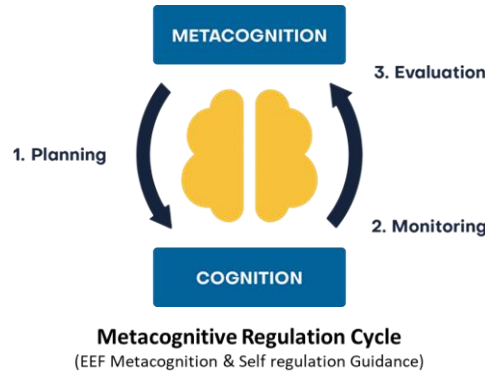 METACOGNITION
3. Evaluation
1. Planning
2. Monitoring
COGNITION
Metacognitive Regulation Cycle
(EEF Metacognition & Self regulation Guidance)